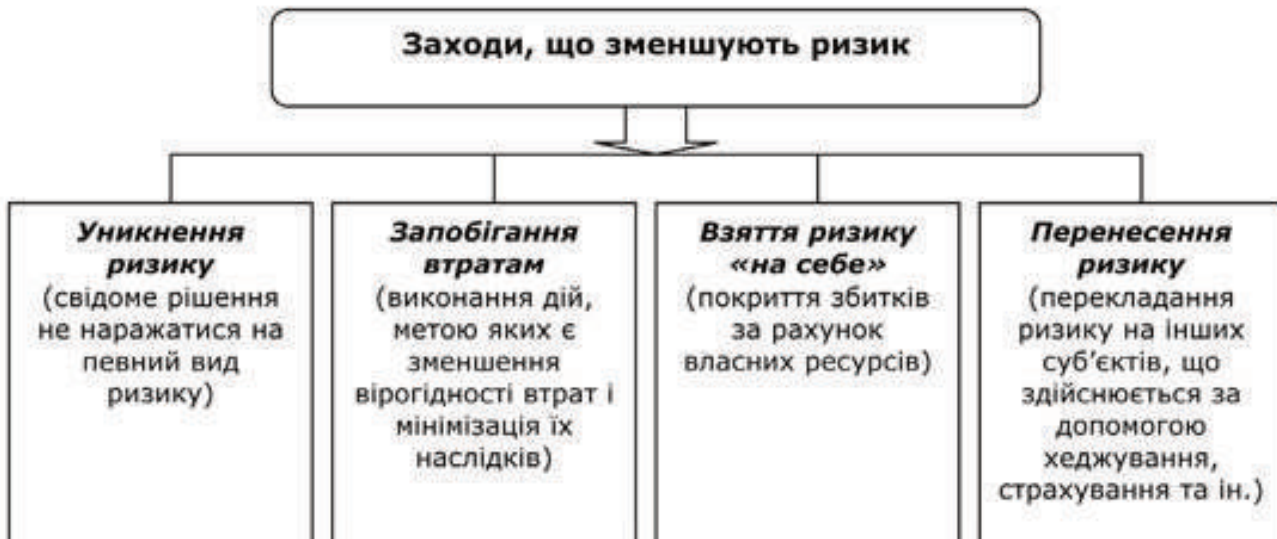 Заходи, що зменшують ризик
Уникнення
ризику
(свідоме рішення
не наражатися на
певний вид
ризику)
Запобігання
втратам
(виконання дій,
метою яких є
зменшення
вірогідності втрат і
мінімізація їх
наслідків)
Взяття ризику
«на себе»
(покриття збитків
за рахунок
власних ресурсів)
Перенесення
ризику
(перекладання
ризику на інших
суб’єктів, що
здійснюється за
допомогою
хеджування,
страхування та ін.)